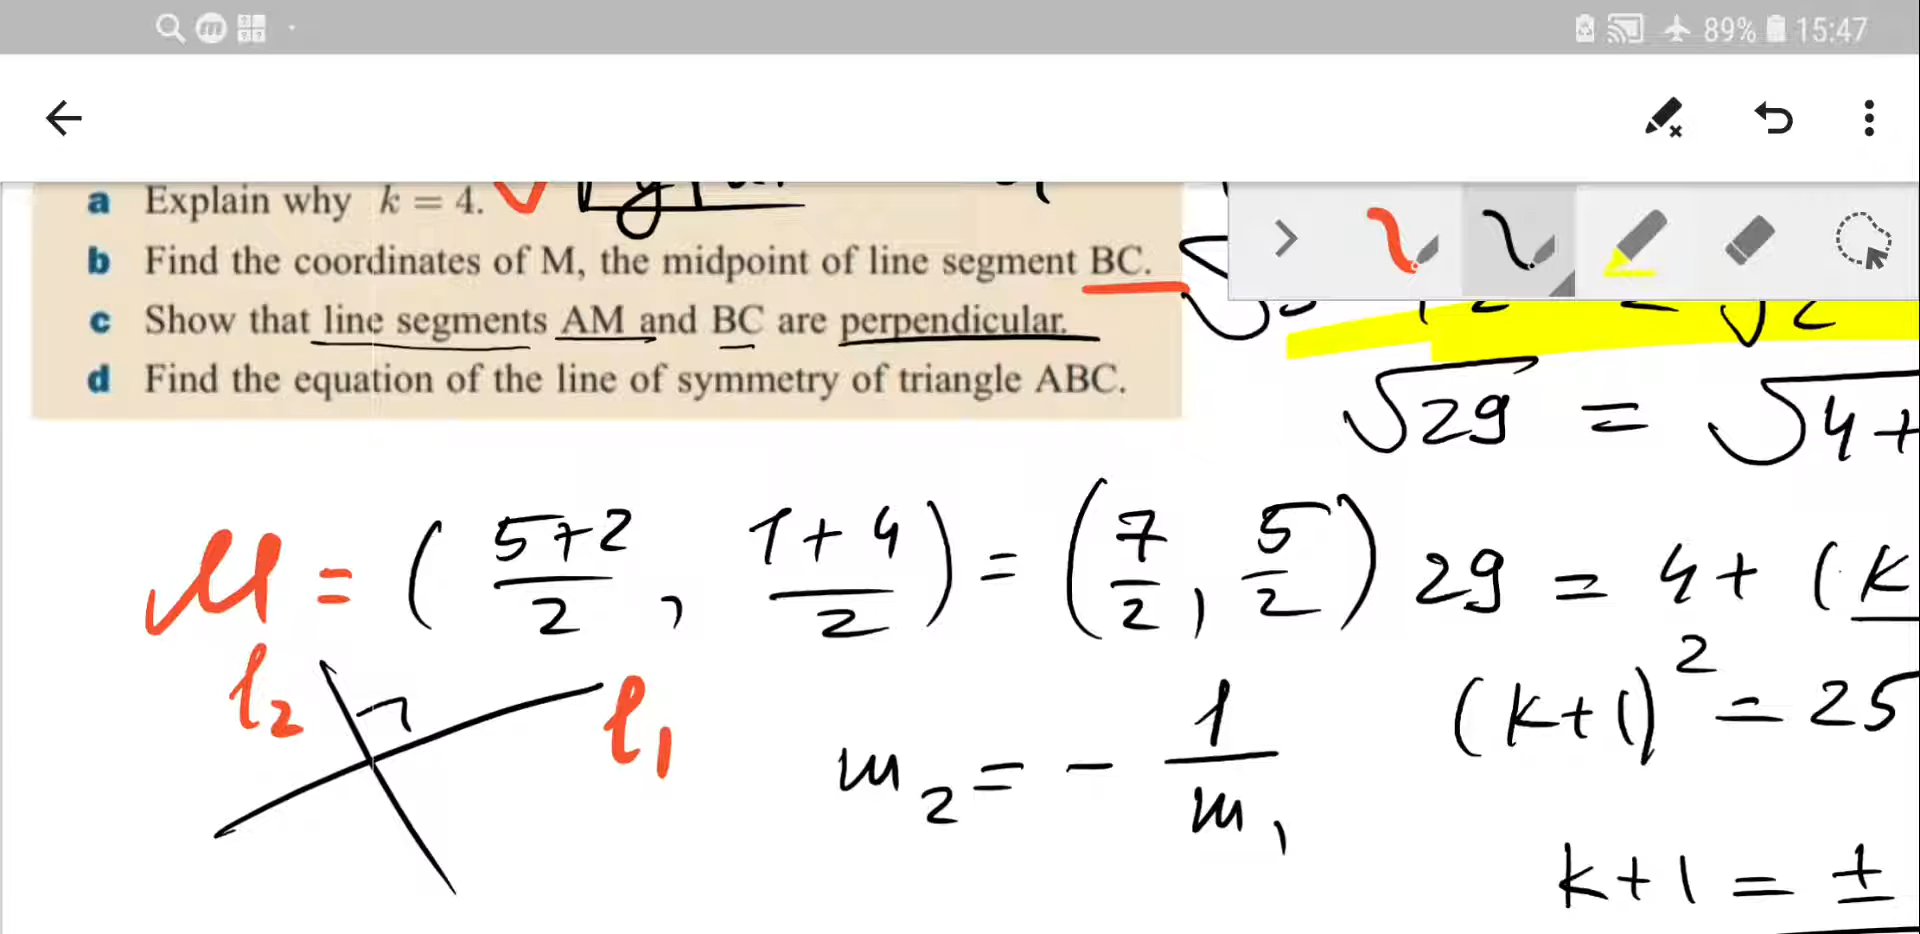 89% 15:47
a Explain why k = 4.
b Find the coordinates of M, the midpoint of line segment BC.
c Show that line segments AM and BC are perpendicular.
d Find the equation of the line of symmetry of triangle ABC.
√29 = √4+
M = ( 5+2/2 , 1+4/2 ) = ( 7/2 , 5/2 )
29 = 4 + (k
l2
l1
(k+1)² = 25
m2 = - 1/m1
k+1 = ±